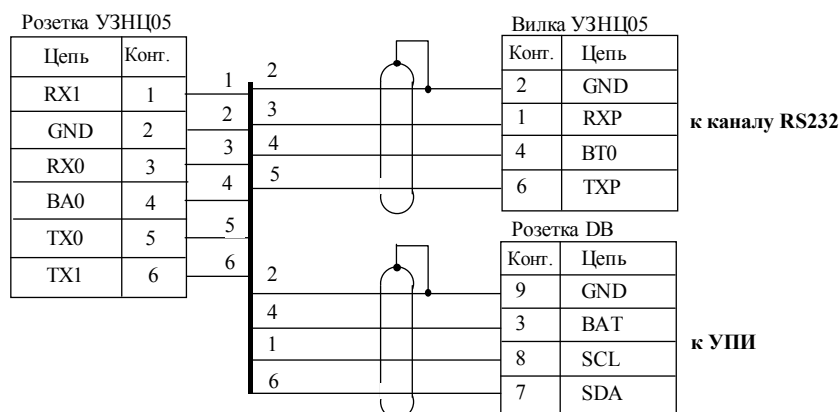 Розетка УЗНЦ05
Цепь Конт.
RX1 1
GND 2
RX0 3
BA0 4
TX0 5
TX1 6
1
2
3
4
5
6
2
3
4
5
2
4
1
6
Вилка УЗНЦ05
Конт. Цепь
2 GND
1 RXP
4 BT0
6 TXP
к каналу RS232
Розетка DB
Конт. Цепь
9 GND
3 BAT
8 SCL
7 SDA
к УПИ